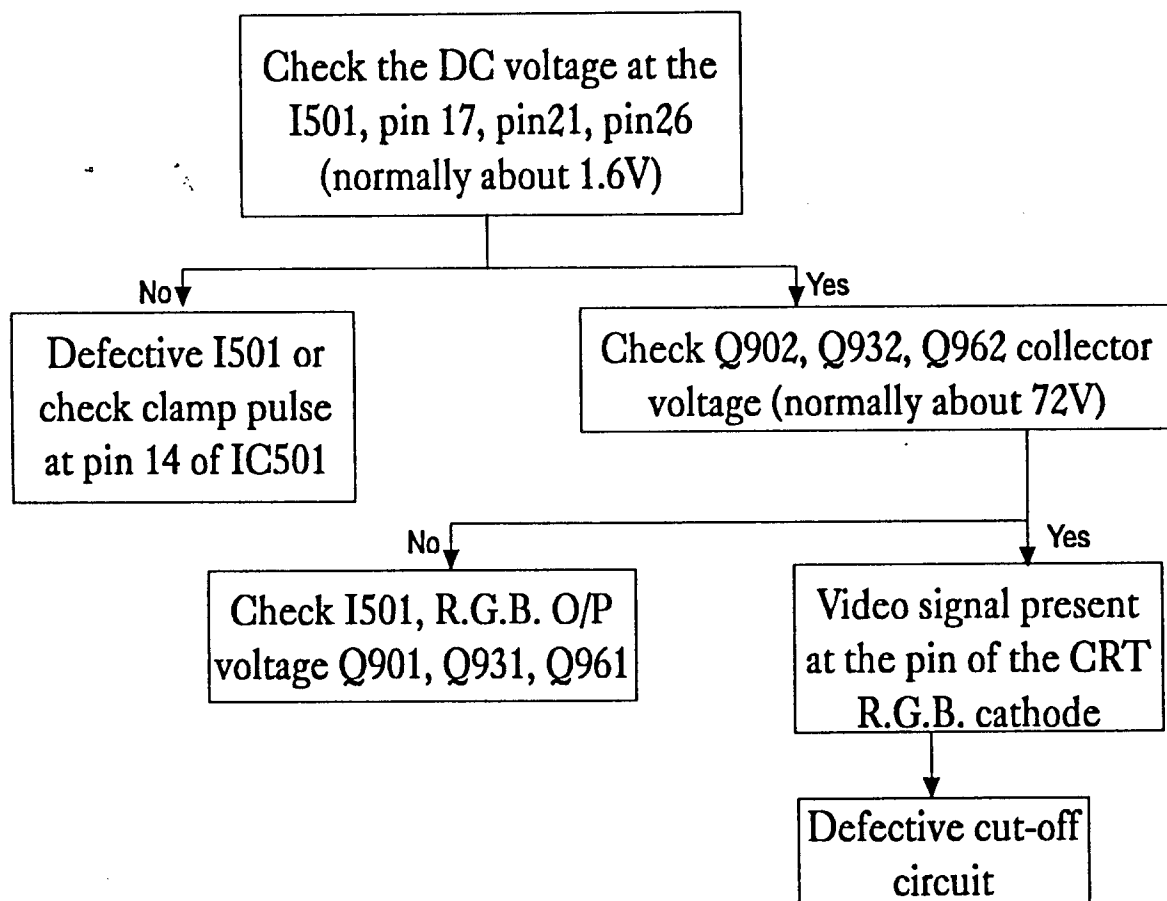 Check the DC voltage at the
I501, pin 17, pin21, pin26
(normally about 1.6V)
No
Yes
Defective I501 or
check clamp pulse
at pin 14 of IC501
Check Q902, Q932, Q962 collector
voltage (normally about 72V)
No
Yes
Check I501, R.G.B. O/P
voltage Q901, Q931, Q961
Video signal present
at the pin of the CRT
R.G.B. cathode
Defective cut-off
circuit